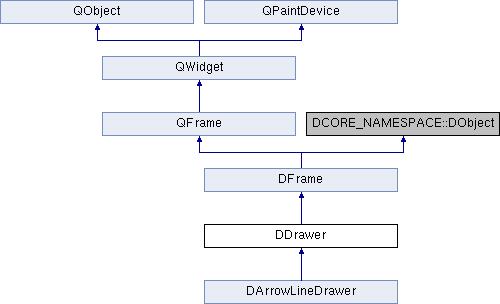 QObject
QPaintDevice
QWidget
QFrame
DCORE_NAMESPACE::DObject
DFrame
DDrawer
DArrowLineDrawer